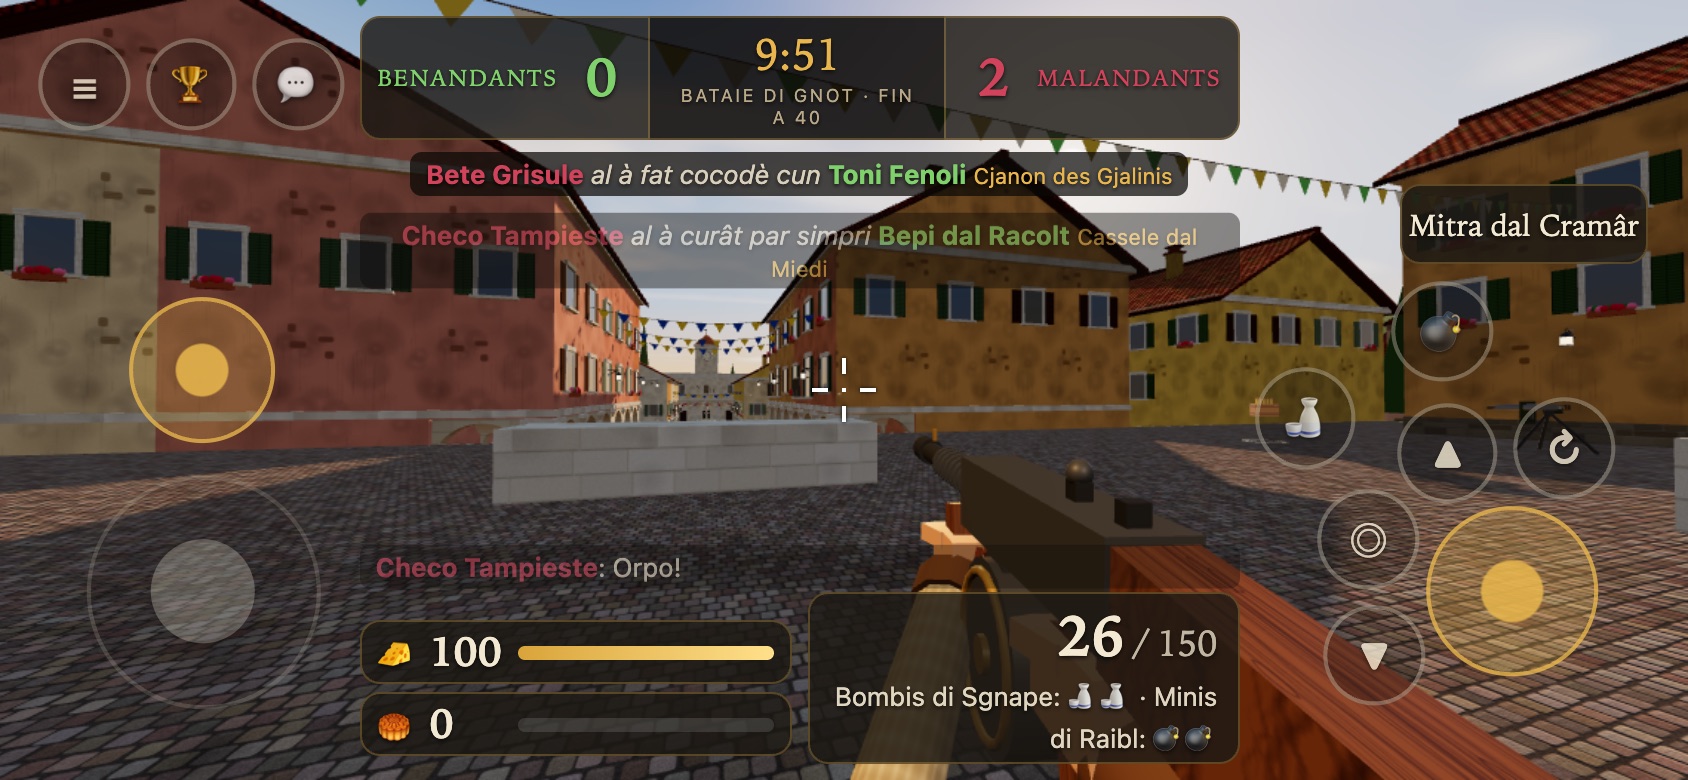 BENANDANTS 0
9:51
BATAIE DI GNOT · FIN
A 40
2 MALANDANTS
Bete Grisule al à fat cocodè cun Toni Fenoli Cjanon des Gjalinis
Checo Tampieste al à curât par simpri Bepi dal Racolt Cassele dal
Miedi
Mitra dal Cramâr
Checo Tampieste: Orpo!
100
0
26 / 150
Bombis di Sgnape: · Minis
di Raibl: